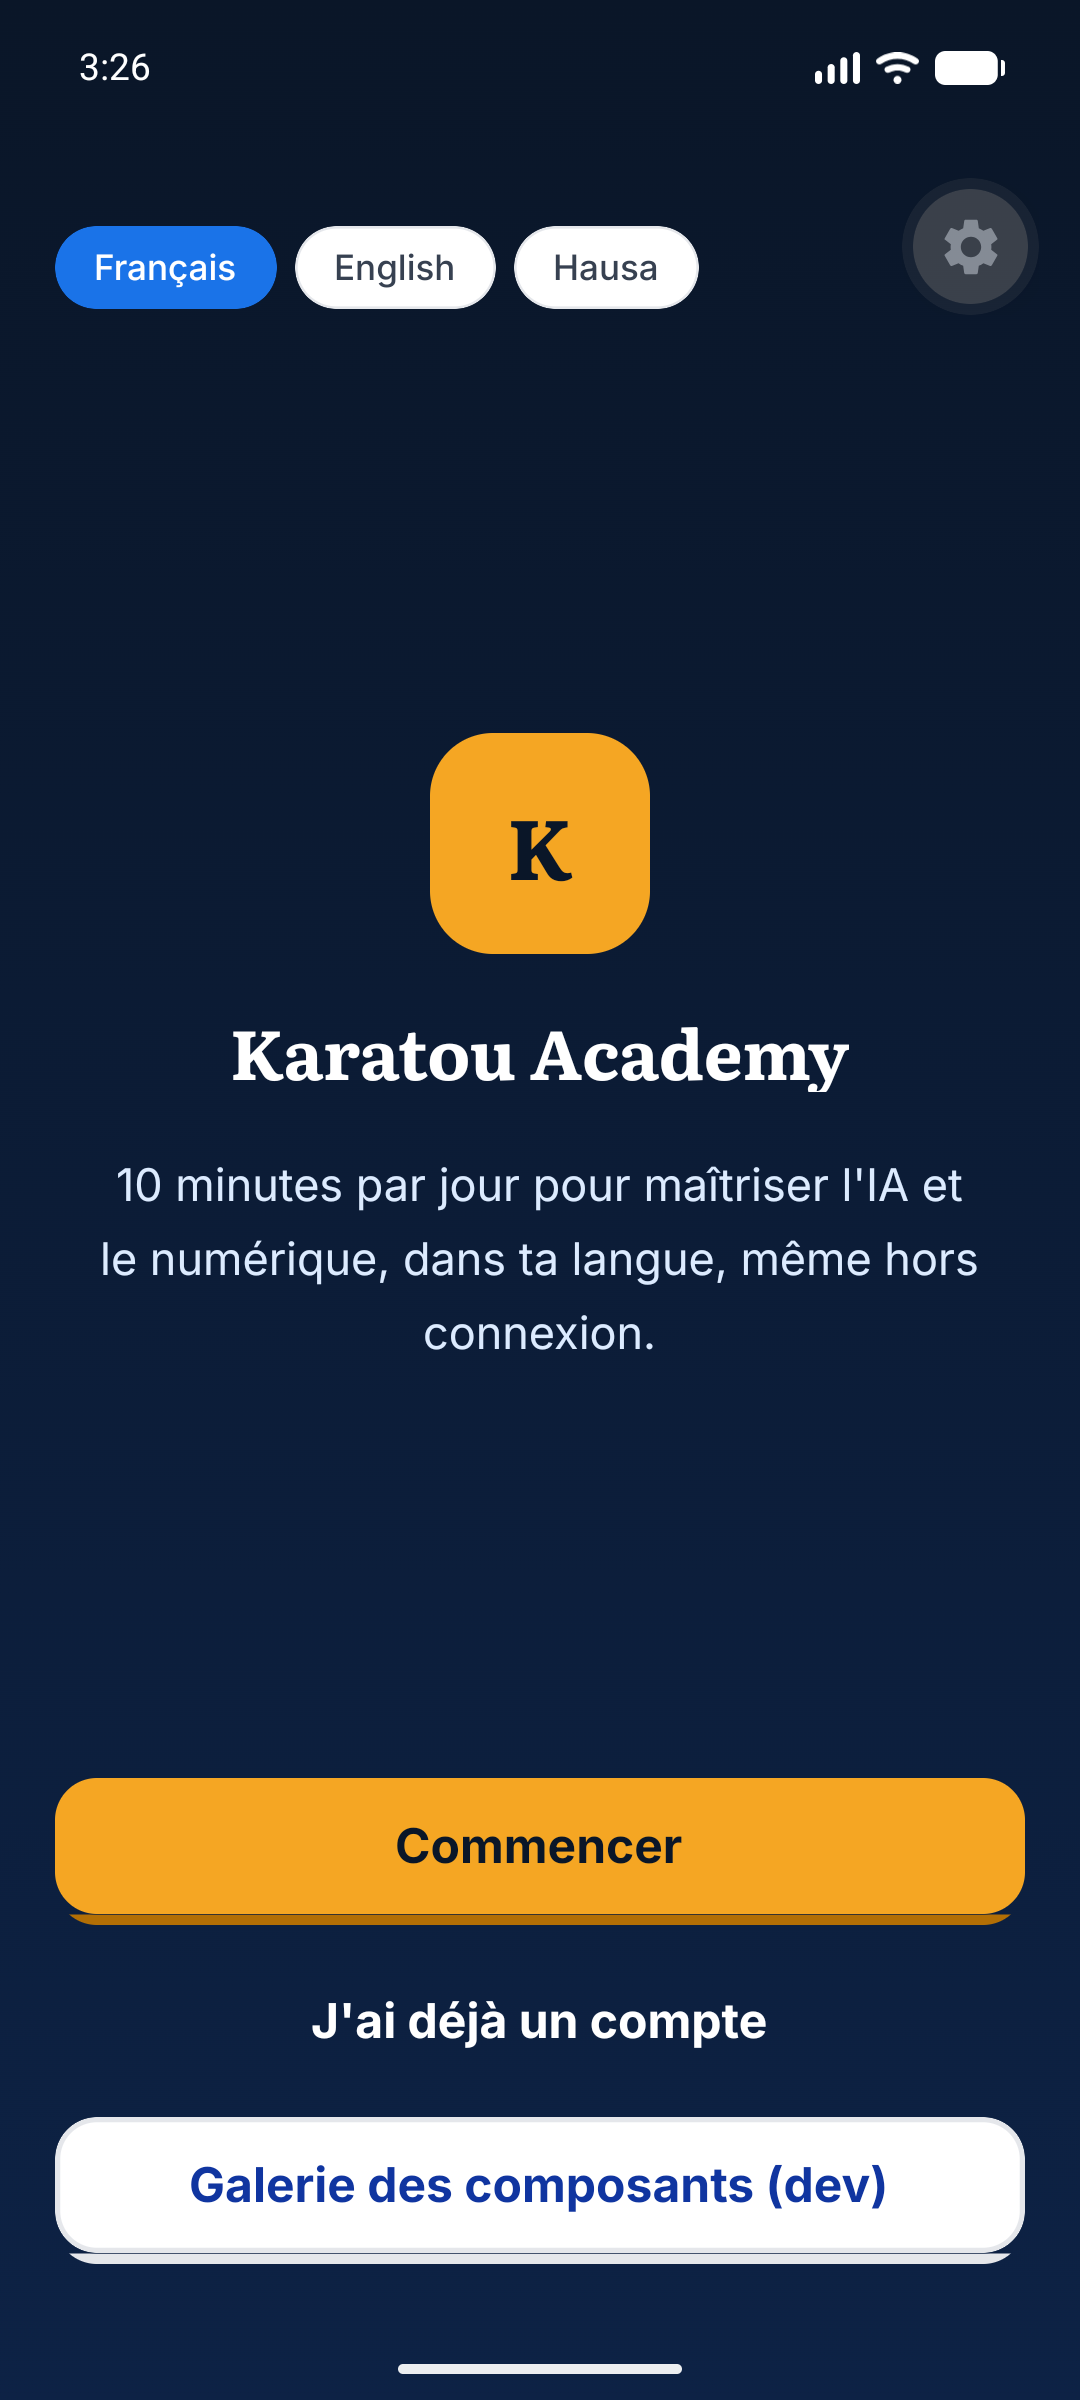 3:26
Français
English
Hausa
K
Karatou Academy
10 minutes par jour pour maîtriser l'IA et
le numérique, dans ta langue, même hors
connexion.
Commencer
J'ai déjà un compte
Galerie des composants (dev)